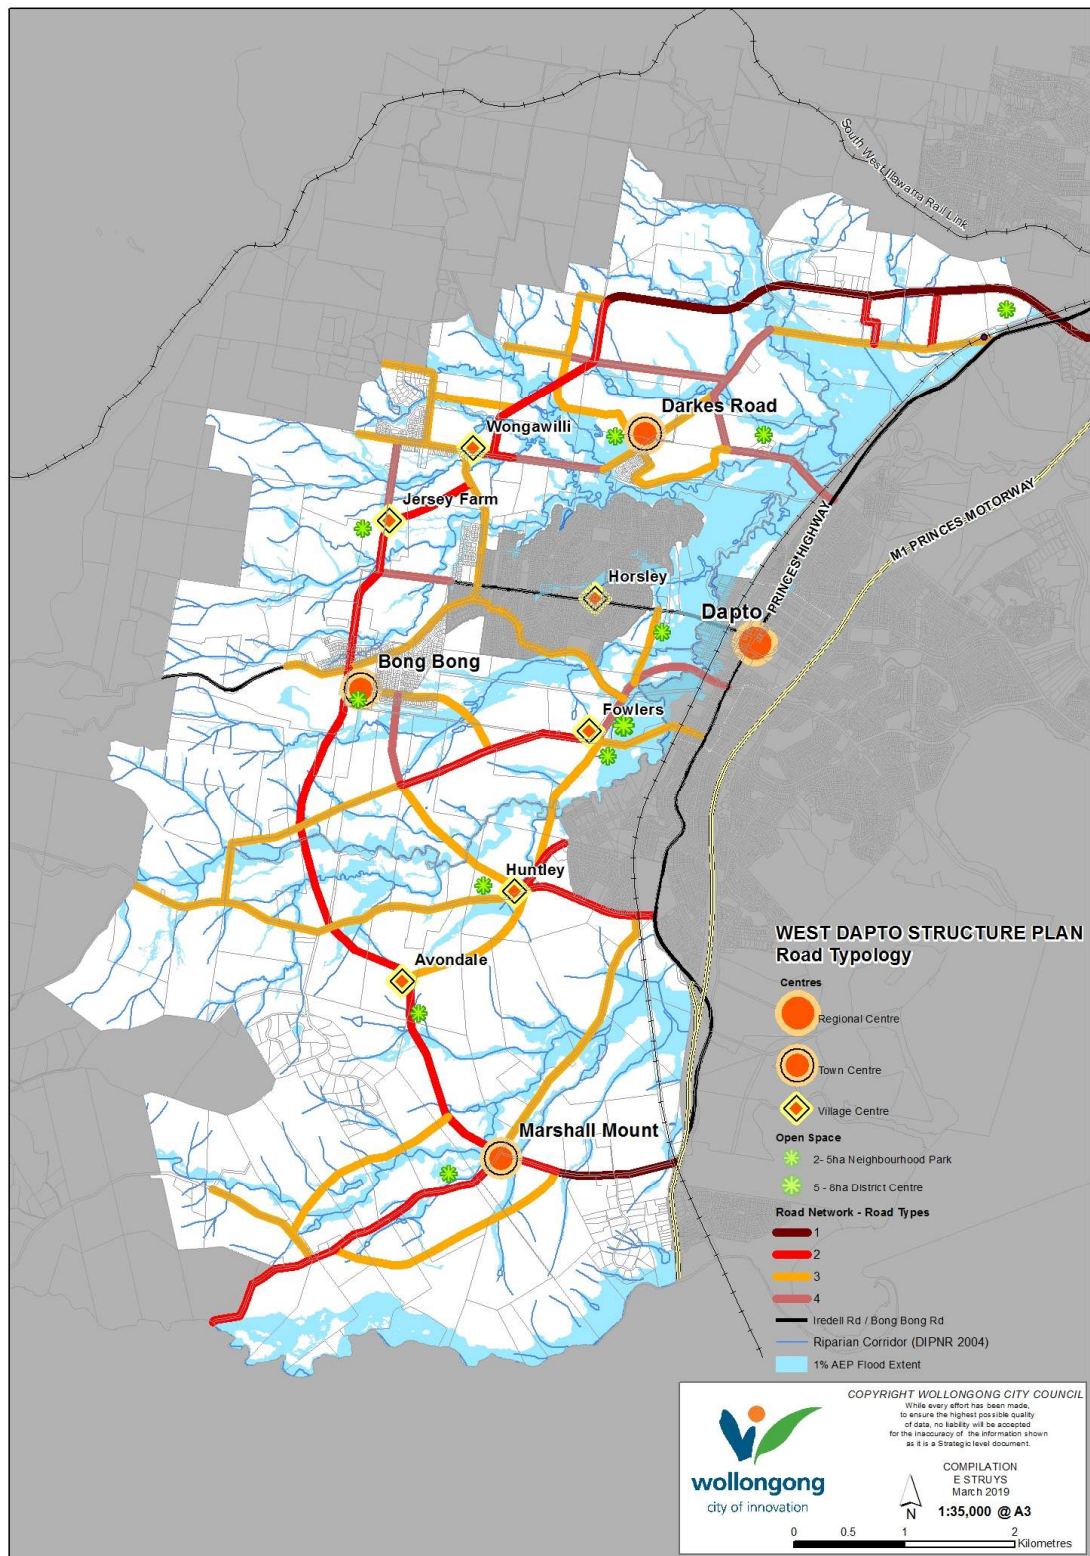 South West Illawarra Rail Link
Darkes Road
Wongawilli
Jersey Farm
M1 PRINCES MOTORWAY
PRINCES HIGHWAY
Horsley
Dapto
Bong Bong
Fowlers
Huntley
Avondale
Marshall Mount
WEST DAPTO STRUCTURE PLAN
Road Typology
Centres
Regional Centre
Town Centre
Village Centre
Open Space
2- 5ha Neighbourhood Park
5 - 8ha District Centre
Road Network - Road Types
1
2
3
4
Iredell Rd / Bong Bong Rd
Riparian Corridor (DIPNR 2004)
1% AEP Flood Extent
COPYRIGHT WOLLONGONG CITY COUNCIL
While every effort has been made,
to ensure the highest possible quality
of data, no liability will be accepted
for the inaccuracy of the information shown
as it is a Strategic level document.
wollongong
city of innovation
COMPILATION
E STRUYS
March 2019
N
1:35,000 @ A3
0 0.5 1 2
Kilometres